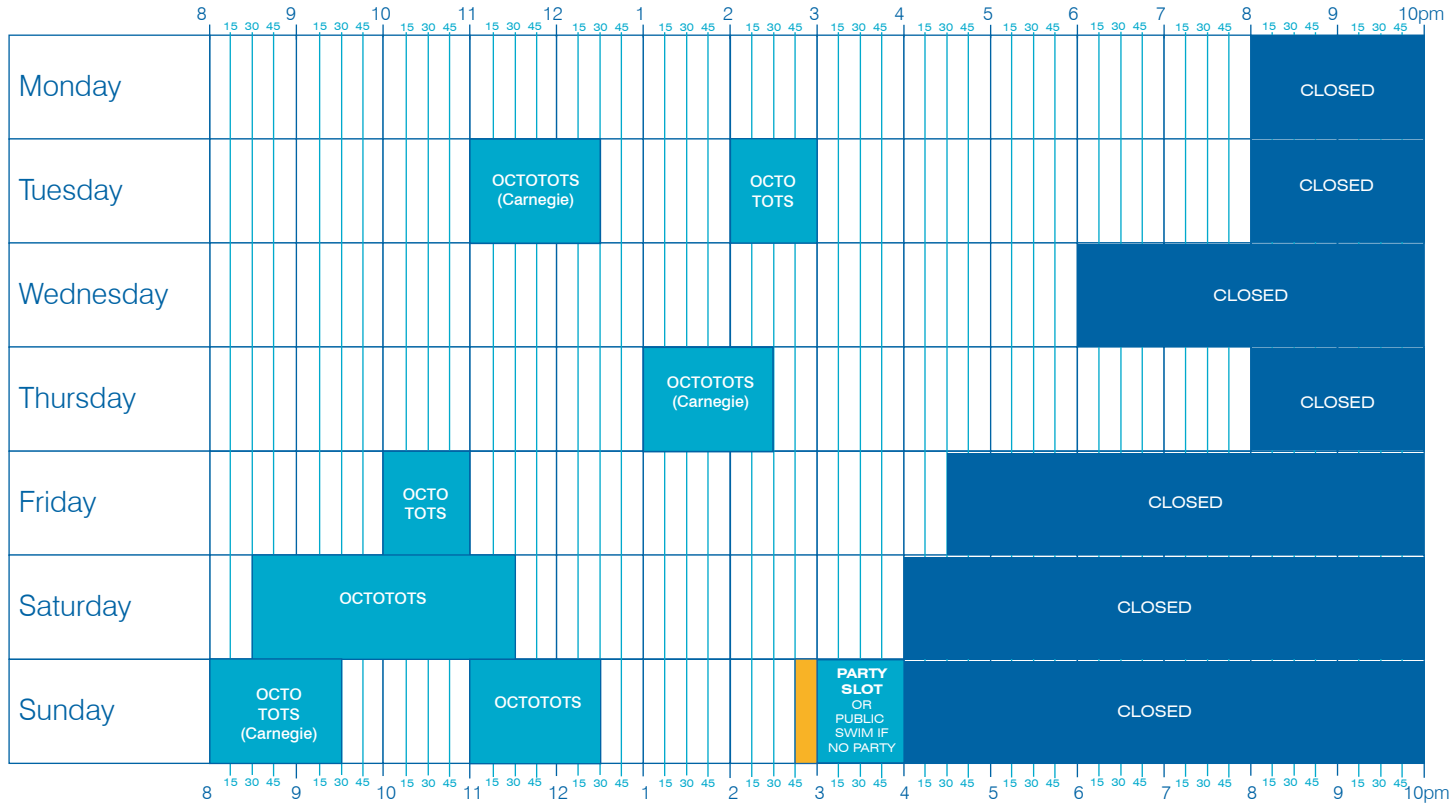 8 9 10 11 12 1 2 3 4 5 6 7 8 9 10pm
15 30 45 15 30 45 15 30 45 15 30 45 15 30 45 15 30 45 15 30 45 15 30 45 15 30 45 15 30 45 15 30 45 15 30 45 15 30 45 15 30 45
Monday
CLOSED
Tuesday
OCTOTOTS
(Carnegie)
OCTO
TOTS
CLOSED
Wednesday
CLOSED
Thursday
OCTOTOTS
(Carnegie)
CLOSED
Friday
OCTO
TOTS
CLOSED
Saturday
OCTOTOTS
CLOSED
Sunday
OCTO
TOTS
(Carnegie)
OCTOTOTS
PARTY
SLOT
OR
PUBLIC
SWIM IF
NO PARTY
CLOSED
15 30 45 15 30 45 15 30 45 15 30 45 15 30 45 15 30 45 15 30 45 15 30 45 15 30 45 15 30 45 15 30 45 15 30 45 15 30 45 15 30 45
8 9 10 11 12 1 2 3 4 5 6 7 8 9 10pm